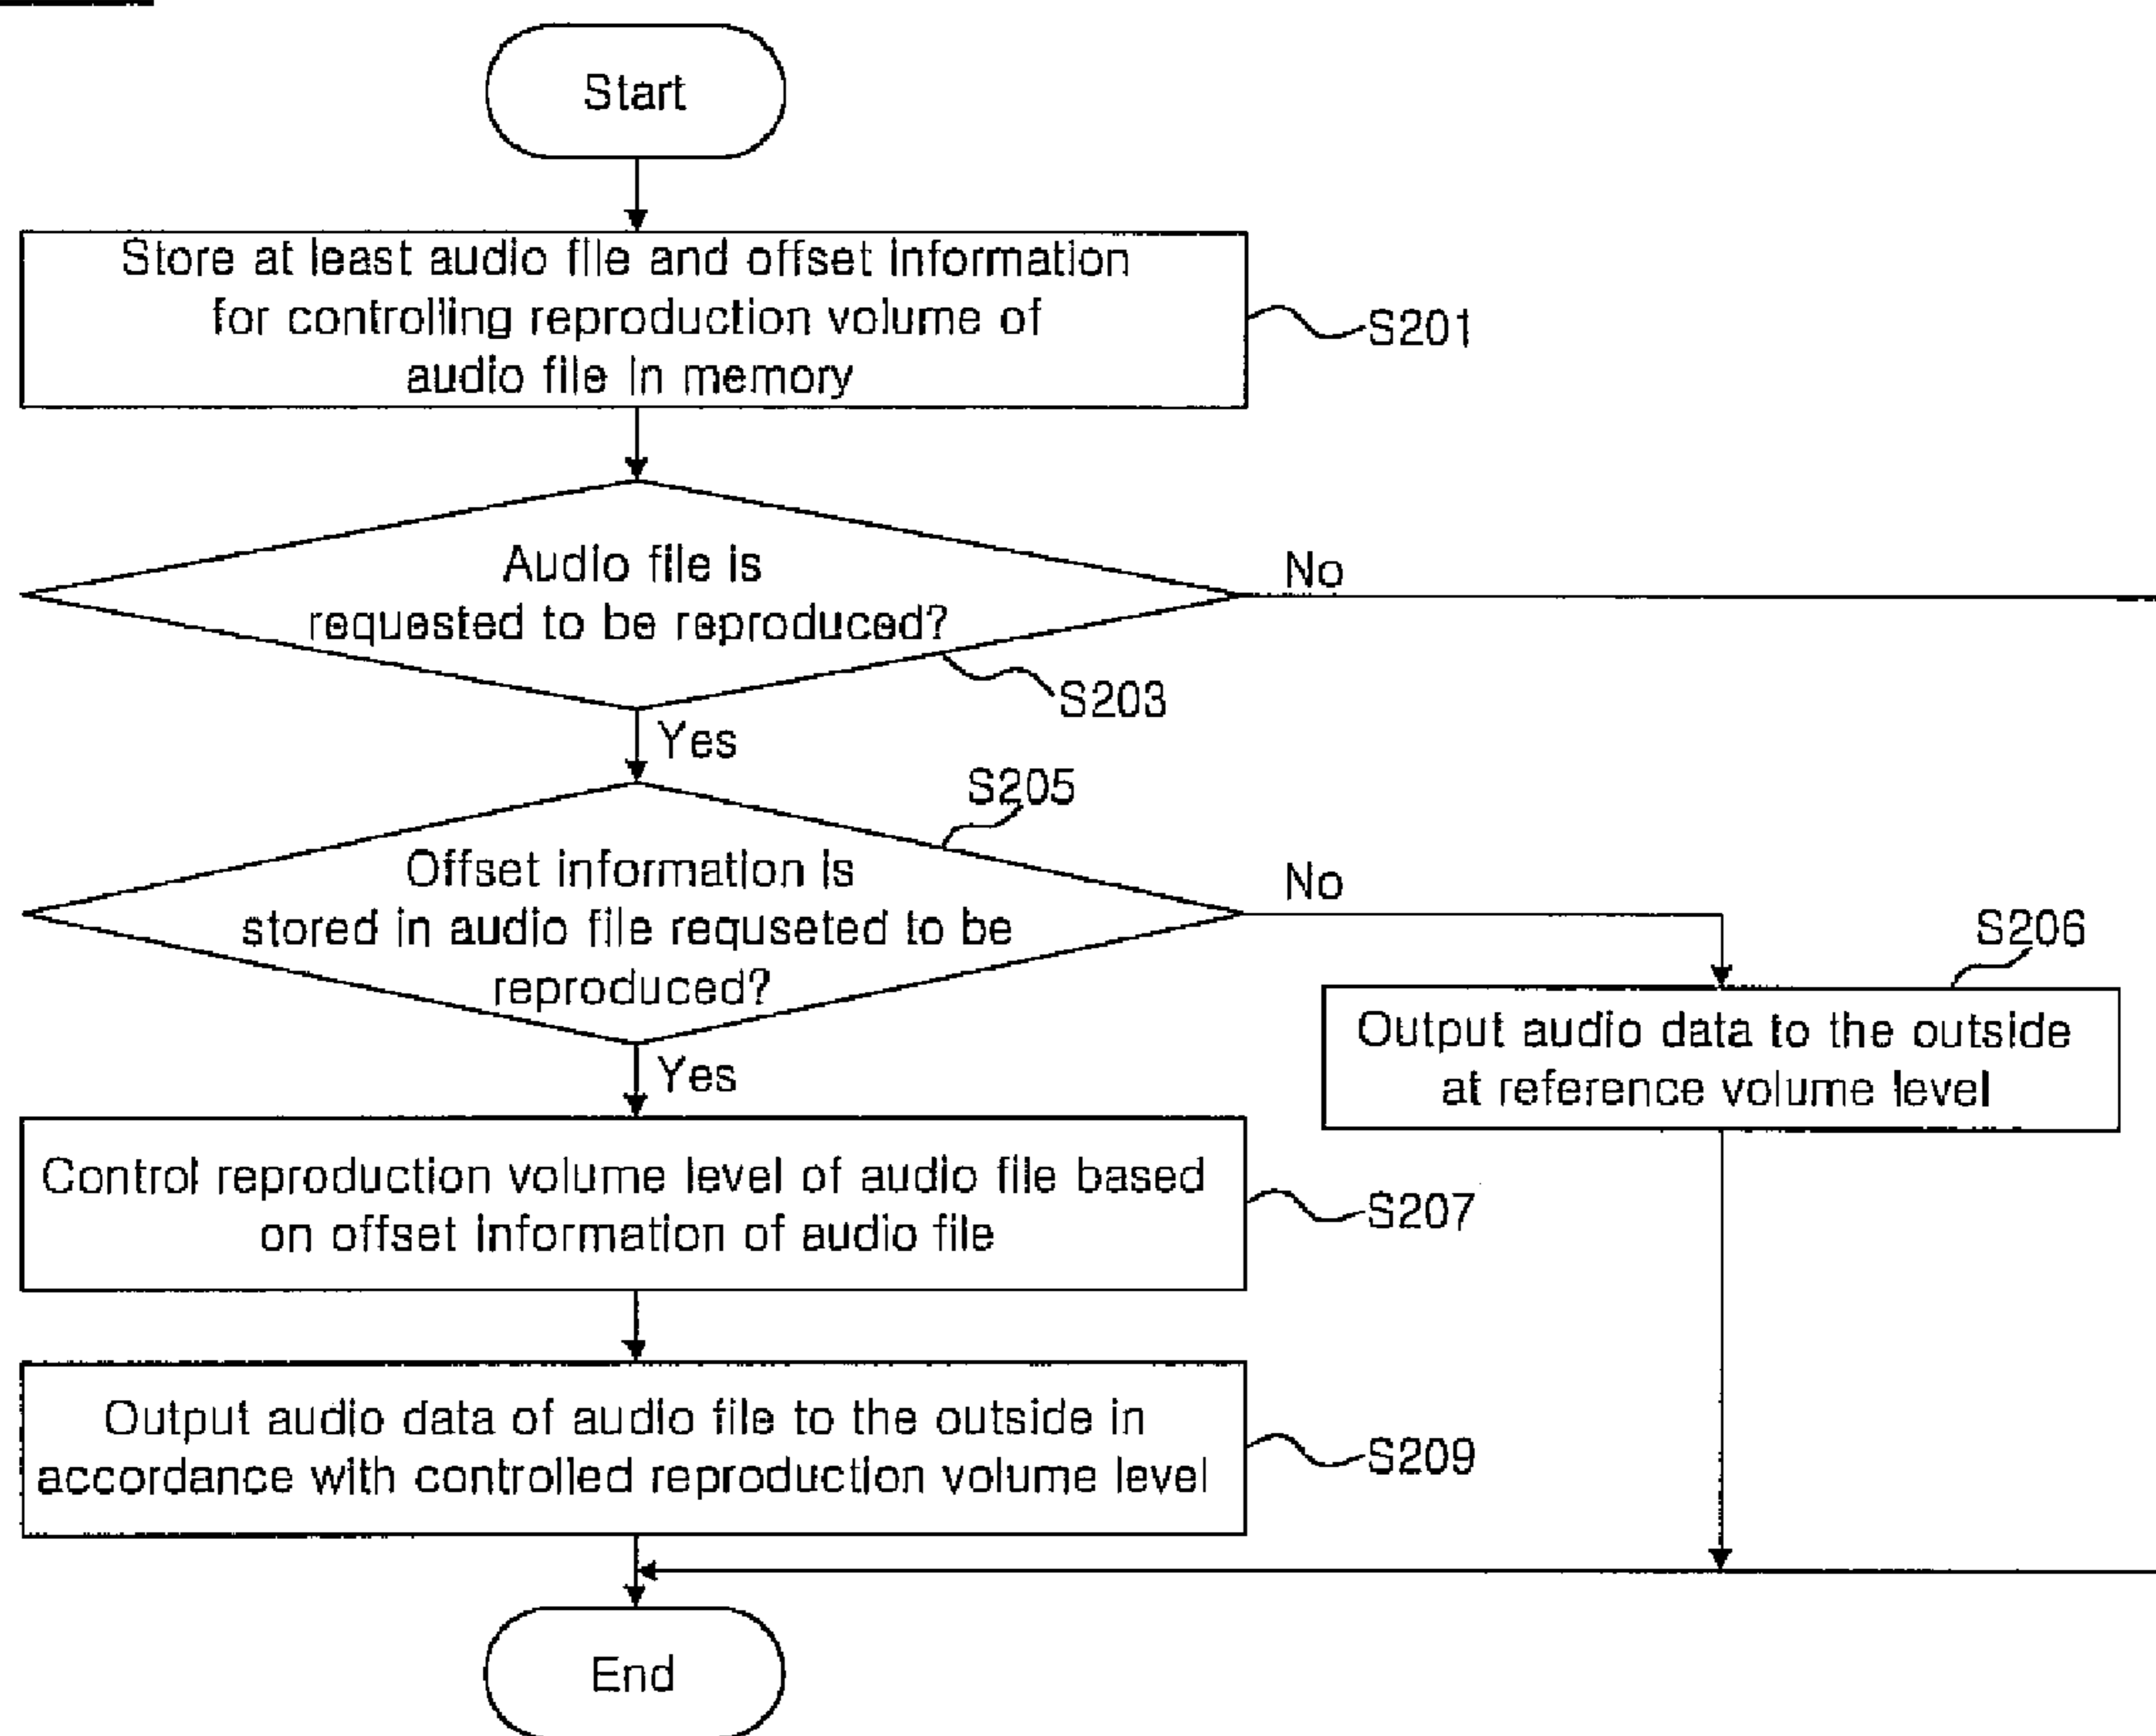 Start
Store at least audio file and offset information
for controlling reproduction volume of
audio file in memory
S201
Audio file is
requested to be reproduced?
No
S203
Yes
S205
Offset information is
stored in audio file requseted to be
reproduced?
No
S206
Output audio data to the outside
at reference volume level
Yes
Control reproduction volume level of audio file based
on offset information of audio file
S207
Output audio data of audio file to the outside in
accordance with controlled reproduction volume level
S209
End